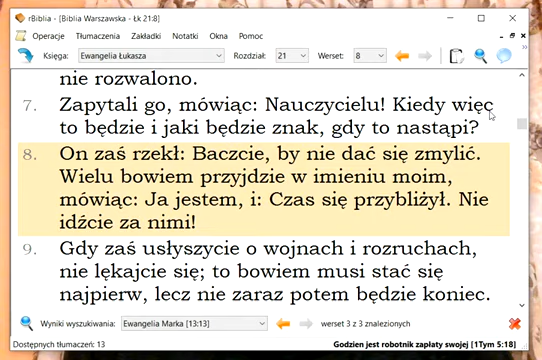 rBiblia - [Biblia Warszawska - Łk 21:8]
Operacje Tłumaczenia Zakładki Notatki Okna Pomoc
Księga: Ewangelia Łukasza Rozdział: 21 Werset: 8
nie rozwalono.
7. Zapytali go, mówiąc: Nauczycielu! Kiedy więc
to będzie i jaki będzie znak, gdy to nastąpi?
8. On zaś rzekł: Baczcie, by nie dać się zmylić.
Wielu bowiem przyjdzie w imieniu moim,
mówiąc: Ja jestem, i: Czas się przybliżył. Nie
idźcie za nimi!
9. Gdy zaś usłyszycie o wojnach i rozruchach,
nie lękajcie się; to bowiem musi stać się
najpierw, lecz nie zaraz potem będzie koniec.
Wyniki wyszukiwania: Ewangelia Marka [13:13] werset 3 z 3 znalezionych
Dostępnych tłumaczeń: 13 Godzien jest robotnik zapłaty swojej [1Tym 5:18]